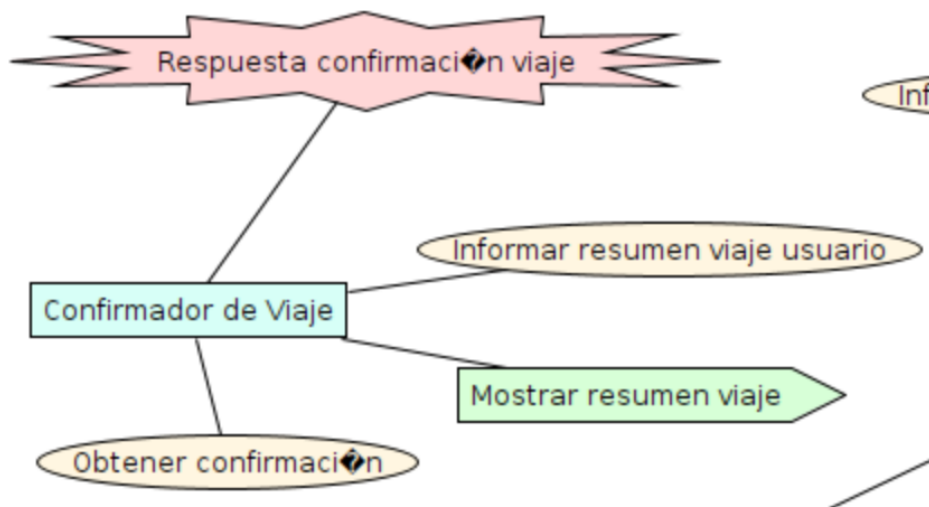 Respuesta confirmaci�n viaje
Inf
Informar resumen viaje usuario
Confirmador de Viaje
Mostrar resumen viaje
Obtener confirmaci�n